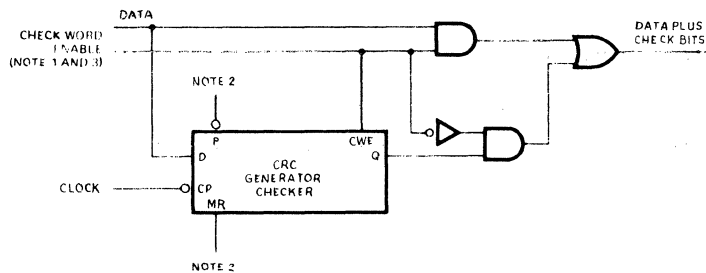 DATA
CHECK WORD
ENABLE
(NOTE 1 AND 3)
DATA PLUS
CHECK BITS
NOTE 2
P
CWE
D
CRC
GENERATOR
CHECKER
Q
CLOCK
CP
MR
NOTE 2